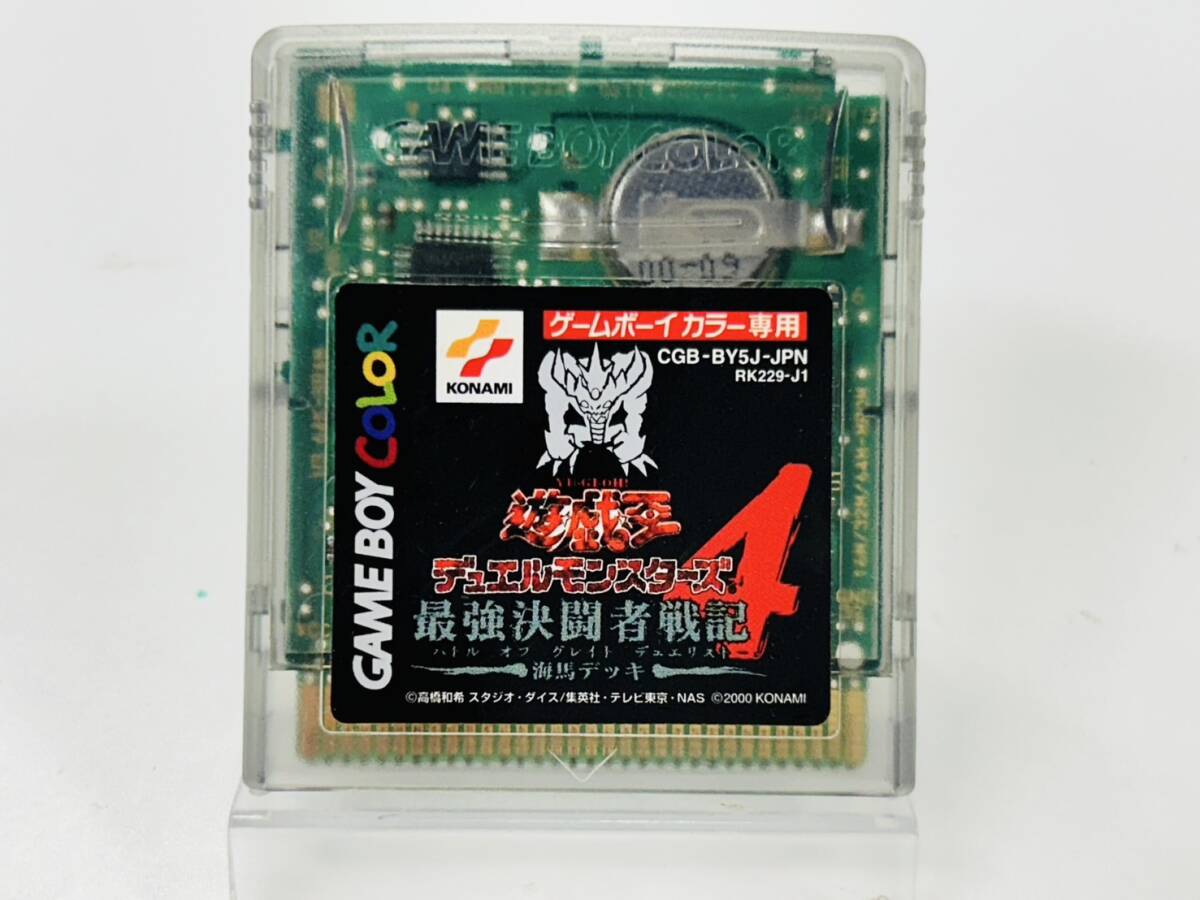 GAME BOY COLOR
00-02
GAME BOY COLOR
KONAMI
ゲームボーイカラー専用
CGB-BY5J-JPN
RK229-J1
YU-GI-OH!
遊戯王
デュエルモンスターズ
4
最強決闘者戦記
バトル オブ グレイト デュエリスト
海馬デッキ
©高橋和希 スタジオ・ダイス/集英社・テレビ東京・NAS ©2000 KONAMI